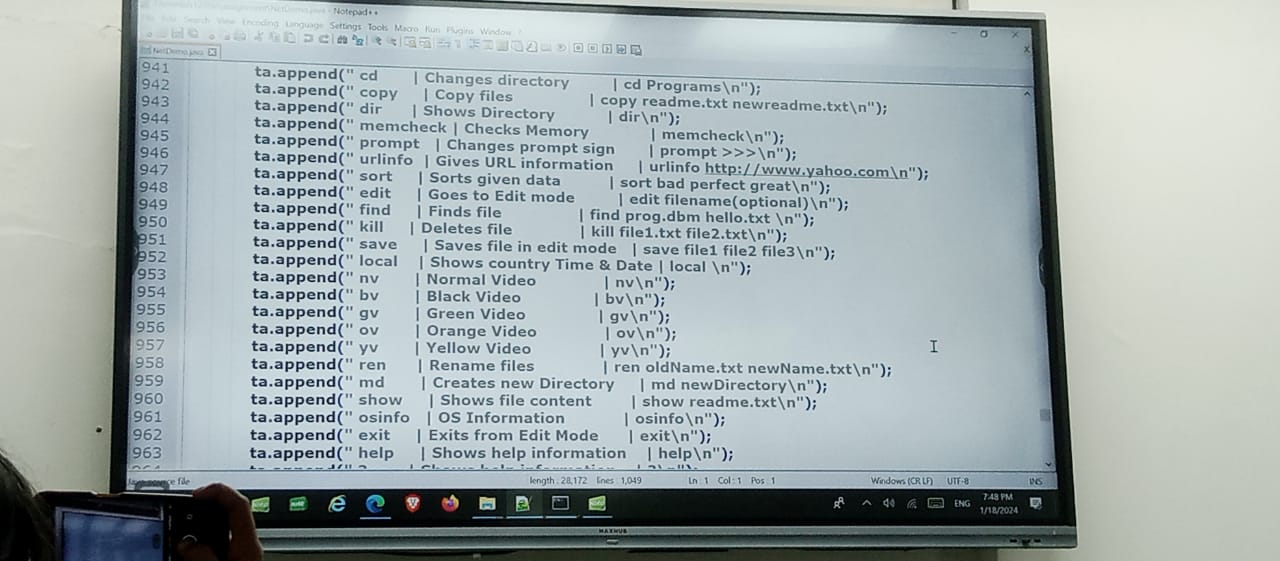 NetDemo.java - Notepad++
File Edit Search View Encoding Language Settings Tools Macro Run Plugins Window ?
NetDemo.java
941 ta.append(" cd | Changes directory | cd Programs\n");
942 ta.append(" copy | Copy files | copy readme.txt newreadme.txt\n");
943 ta.append(" dir | Shows Directory | dir\n");
944 ta.append(" memcheck | Checks Memory | memcheck\n");
945 ta.append(" prompt | Changes prompt sign | prompt >>>\n");
946 ta.append(" urlinfo | Gives URL information | urlinfo http://www.yahoo.com\n");
947 ta.append(" sort | Sorts given data | sort bad perfect great\n");
948 ta.append(" edit | Goes to Edit mode | edit filename(optional)\n");
949 ta.append(" find | Finds file | find prog.dbm hello.txt \n");
950 ta.append(" kill | Deletes file | kill file1.txt file2.txt\n");
951 ta.append(" save | Saves file in edit mode | save file1 file2 file3\n");
952 ta.append(" local | Shows country Time & Date | local \n");
953 ta.append(" nv | Normal Video | nv\n");
954 ta.append(" bv | Black Video | bv\n");
955 ta.append(" gv | Green Video | gv\n");
956 ta.append(" ov | Orange Video | ov\n");
957 ta.append(" yv | Yellow Video | yv\n");
958 ta.append(" ren | Rename files | ren oldName.txt newName.txt\n");
959 ta.append(" md | Creates new Directory | md newDirectory\n");
960 ta.append(" show | Shows file content | show readme.txt\n");
961 ta.append(" osinfo | OS Information | osinfo\n");
962 ta.append(" exit | Exits from Edit Mode | exit\n");
963 ta.append(" help | Shows help information | help\n");
964 ta.append(" ? | Shows help information | ?\n");
Java source file length : 28,172 lines : 1,049 Ln : 1 Col : 1 Pos : 1 Windows (CR LF) UTF-8 INS
ENG 7:48 PM
1/18/2024
MAXHUB